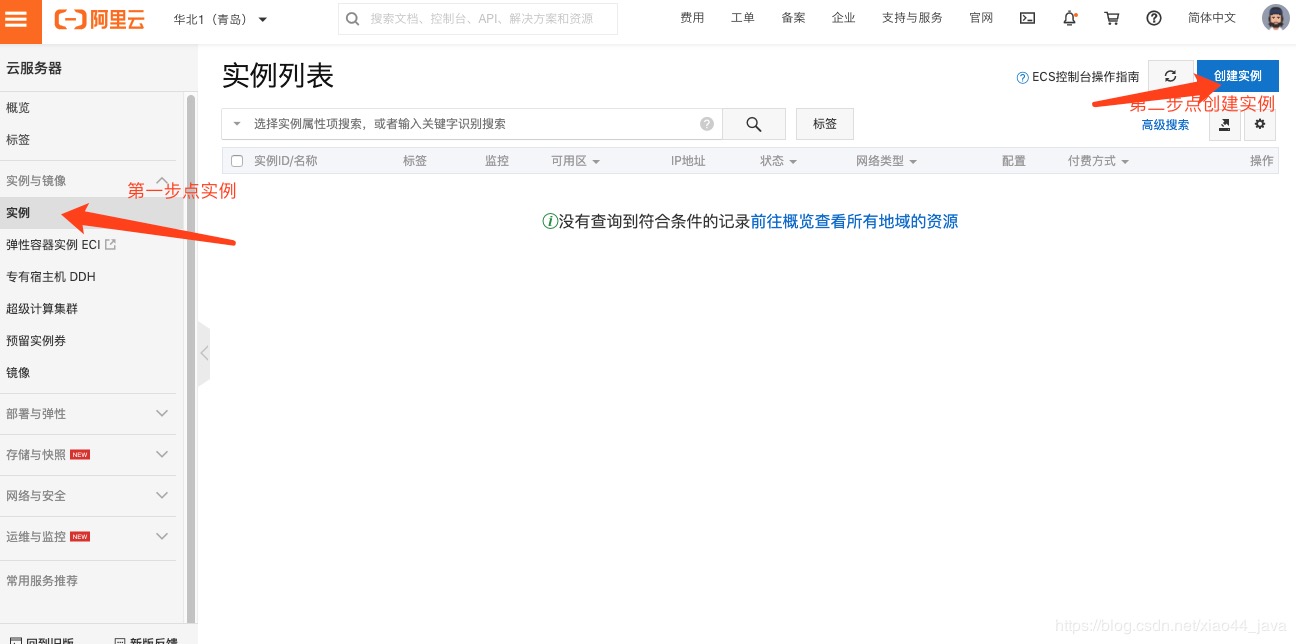 阿里云 华北1（青岛） 搜索文档、控制台、API、解决方案和资源 费用 工单 备案 企业 支持与服务 官网 简体中文
云服务器
概览
标签
实例与镜像
实例
弹性容器实例 ECI
专有宿主机 DDH
超级计算集群
预留实例券
镜像
部署与弹性
存储与快照 NEW
网络与安全
运维与监控 NEW
常用服务推荐
回到旧版 新版反馈
第一步点实例
实例列表
ECS控制台操作指南 创建实例
第二步点创建实例
选择实例属性项搜索，或者输入关键字识别搜索 标签 高级搜索
实例ID/名称 标签 监控 可用区 IP地址 状态 网络类型 配置 付费方式 操作
没有查询到符合条件的记录前往概览查看所有地域的资源
https://blog.csdn.net/xiao44_java